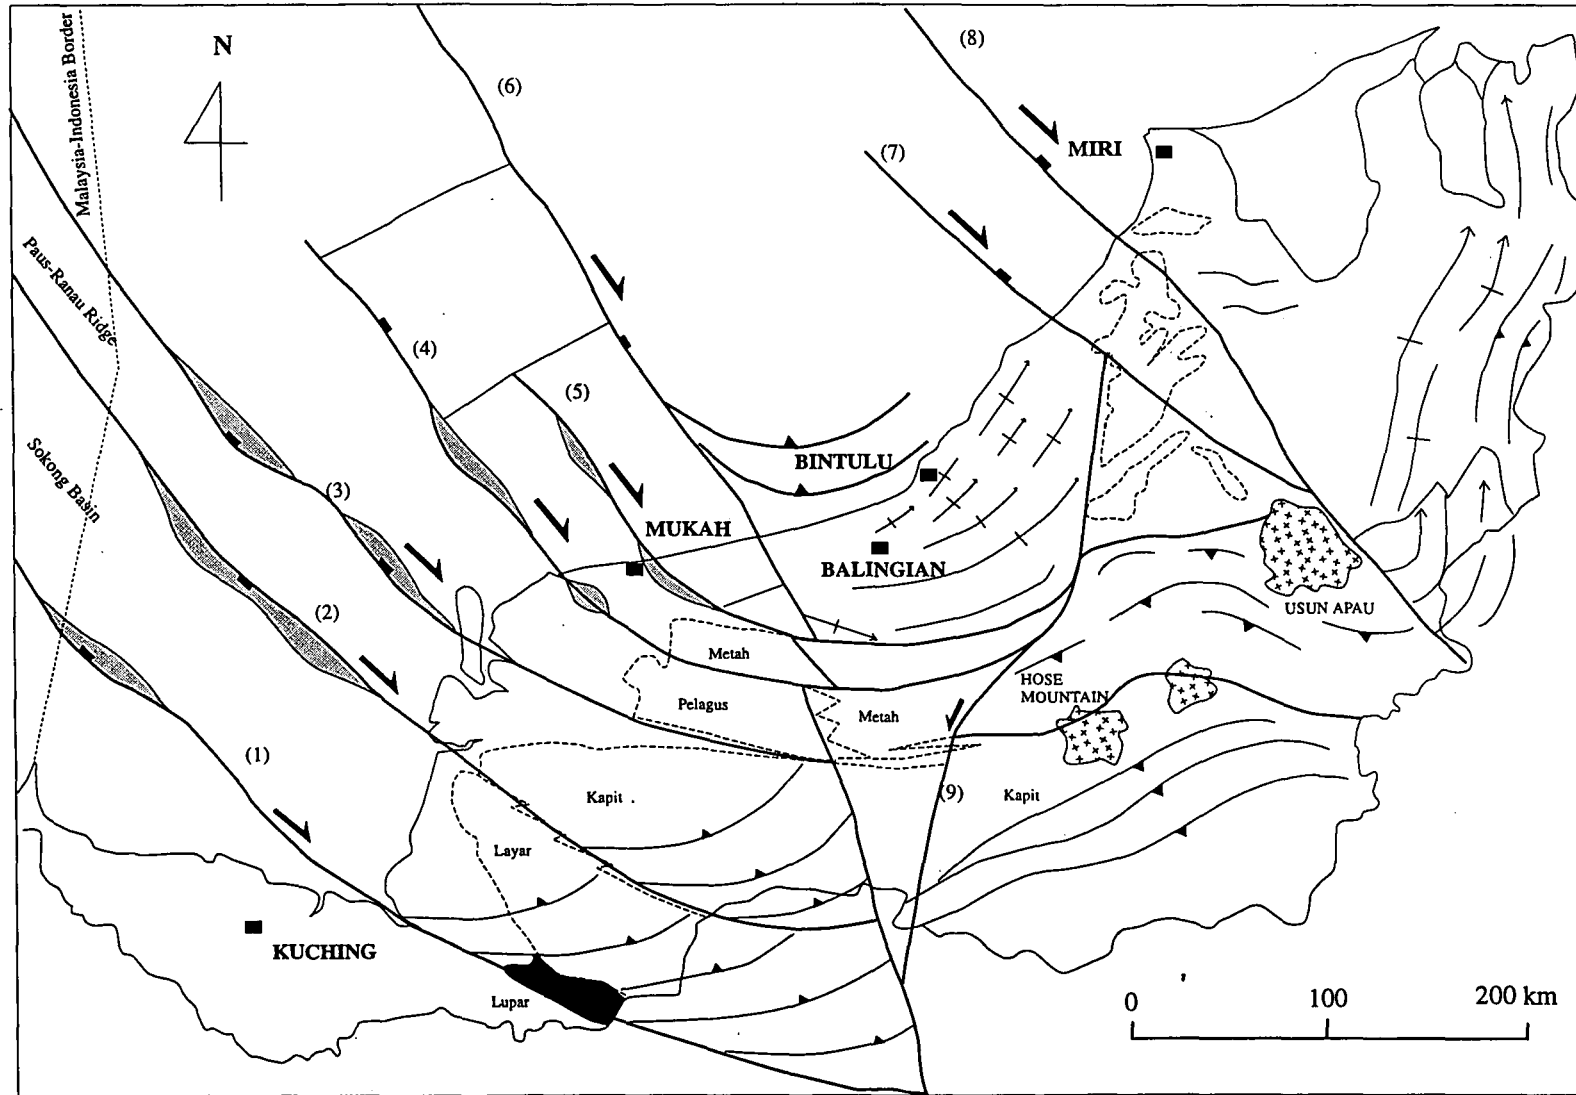 Malaysia-Indonesia Border
N
(8)
(6)
MIRI
(7)
Paus-Ranau Ridge
(4)
(5)
Sokong Basin
BINTULU
(3)
MUKAH
BALINGIAN
USUN APAU
(2)
Metah
HOSE
MOUNTAIN
Pelagus
Metah
(1)
(9)
Kapit
Kapit
Layar
KUCHING
Lupar
0 100 200 km